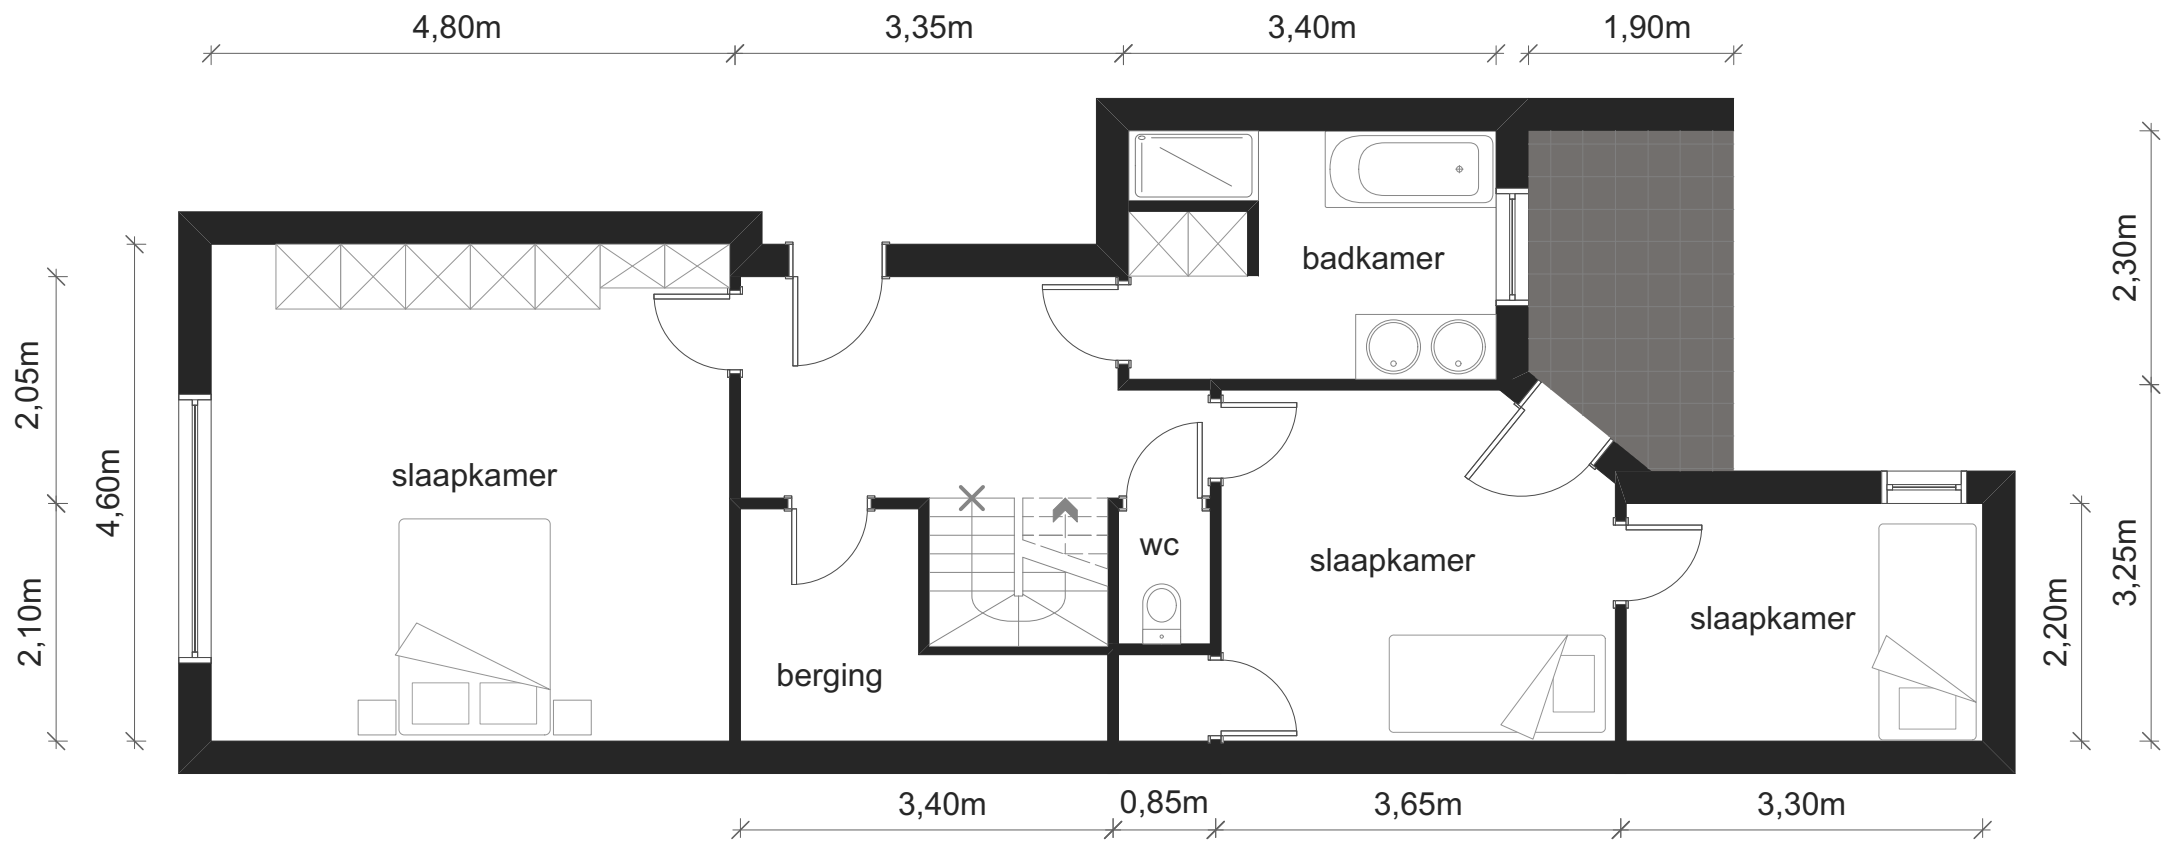 4,80m
3,35m
3,40m
1,90m
badkamer
2,30m
2,05m
4,60m
slaapkamer
wc
slaapkamer
3,25m
2,10m
2,20m
slaapkamer
berging
3,40m
0,85m
3,65m
3,30m